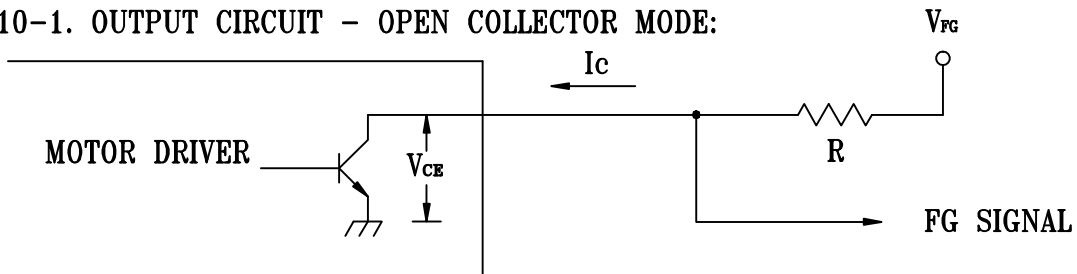 10-1. OUTPUT CIRCUIT - OPEN COLLECTOR MODE:
VFG
Ic
MOTOR DRIVER
VCE
R
FG SIGNAL